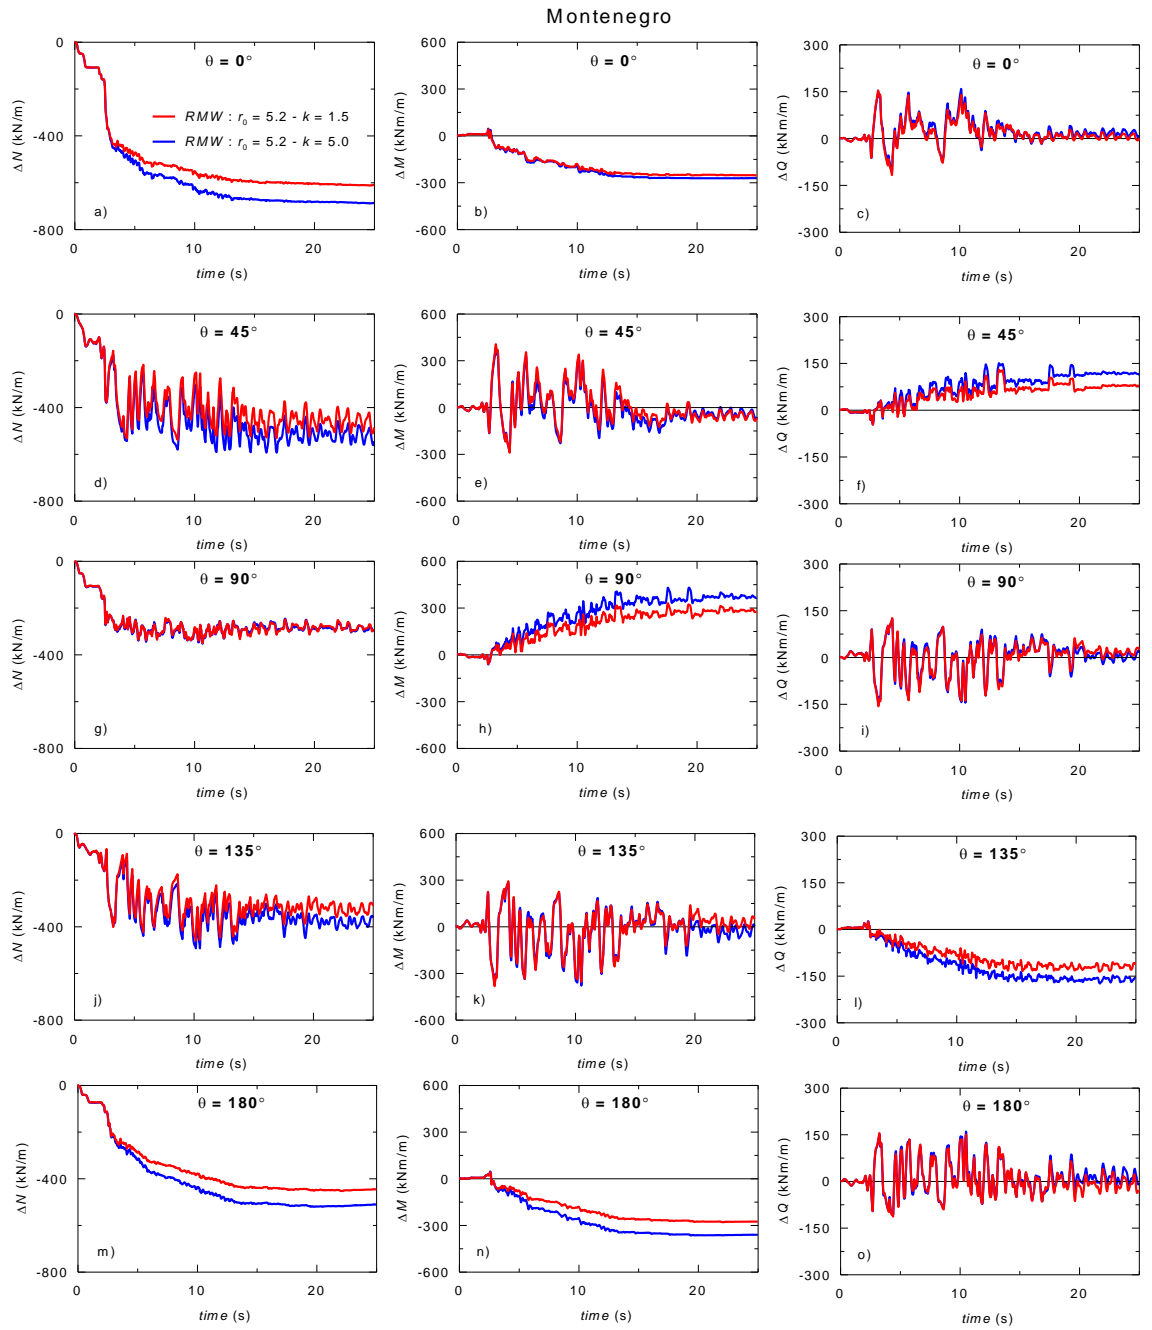 Montenegro
0
-400
-800
ΔN (kN/m)
θ = 0°
RMW : r0 = 5.2 - k = 1.5
RMW : r0 = 5.2 - k = 5.0
a)
0 10 20
time (s)
600
300
0
-300
-600
ΔM (kNm/m)
θ = 0°
b)
0 10 20
time (s)
300
150
0
-150
-300
ΔQ (kNm/m)
θ = 0°
c)
0 10 20
time (s)
0
-400
-800
ΔN (kN/m)
θ = 45°
d)
0 10 20
time (s)
600
300
0
-300
-600
ΔM (kNm/m)
θ = 45°
e)
0 10 20
time (s)
300
150
0
-150
-300
ΔQ (kNm/m)
θ = 45°
f)
0 10 20
time (s)
0
-400
-800
ΔN (kN/m)
θ = 90°
g)
0 10 20
time (s)
600
300
0
-300
-600
ΔM (kNm/m)
θ = 90°
h)
0 10 20
time (s)
300
150
0
-150
-300
ΔQ (kNm/m)
θ = 90°
i)
0 10 20
time (s)
0
-400
-800
ΔN (kN/m)
θ = 135°
j)
0 10 20
time (s)
600
300
0
-300
-600
ΔM (kNm/m)
θ = 135°
k)
0 10 20
time (s)
300
150
0
-150
-300
ΔQ (kNm/m)
θ = 135°
l)
0 10 20
time (s)
0
-400
-800
ΔN (kN/m)
θ = 180°
m)
0 10 20
time (s)
600
300
0
-300
-600
ΔM (kNm/m)
θ = 180°
n)
0 10 20
time (s)
300
150
0
-150
-300
ΔQ (kNm/m)
θ = 180°
o)
0 10 20
time (s)